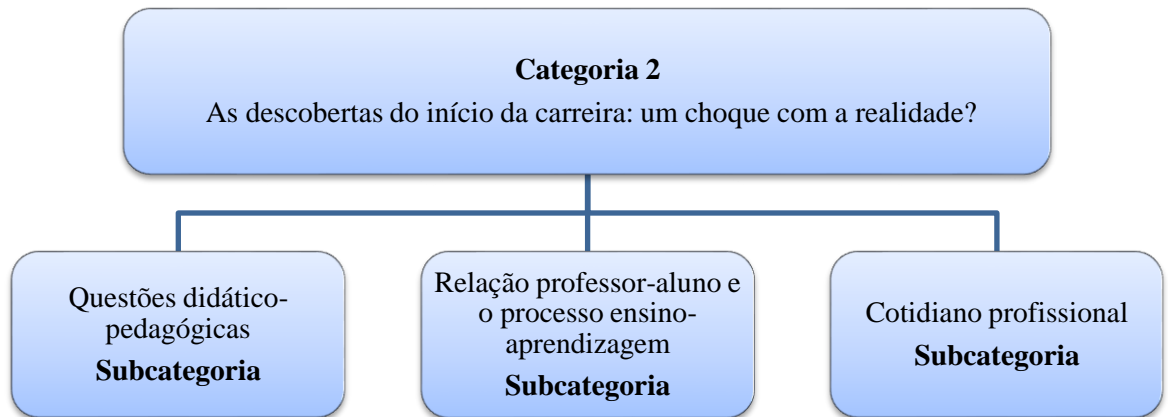 Categoria 2
As descobertas do início da carreira: um choque com a realidade?
Questões didático-
pedagógicas
Subcategoria
Relação professor-aluno e
o processo ensino-
aprendizagem
Subcategoria
Cotidiano profissional
Subcategoria